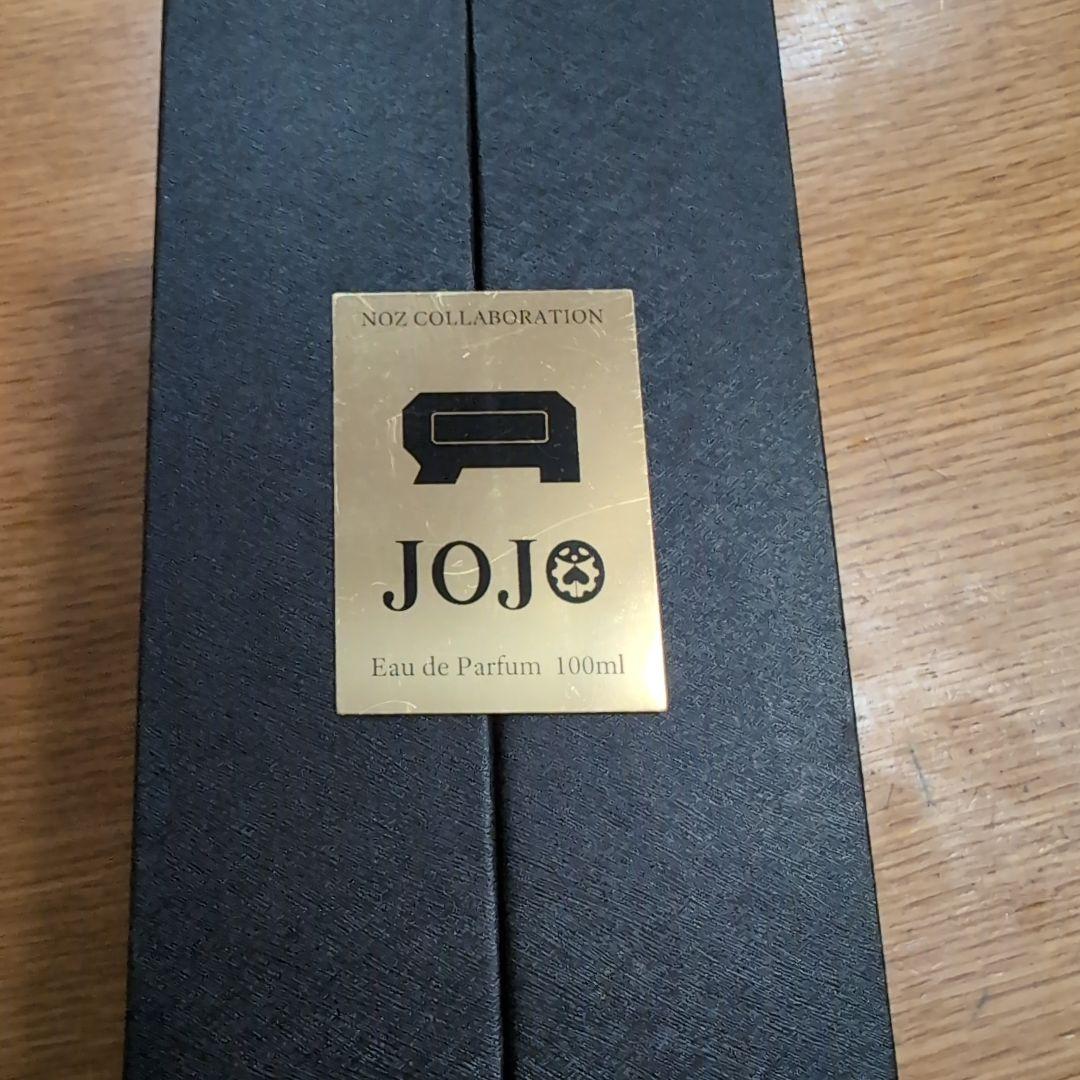 NOZ COLLABORATION
JOJO
Eau de Parfum 100ml